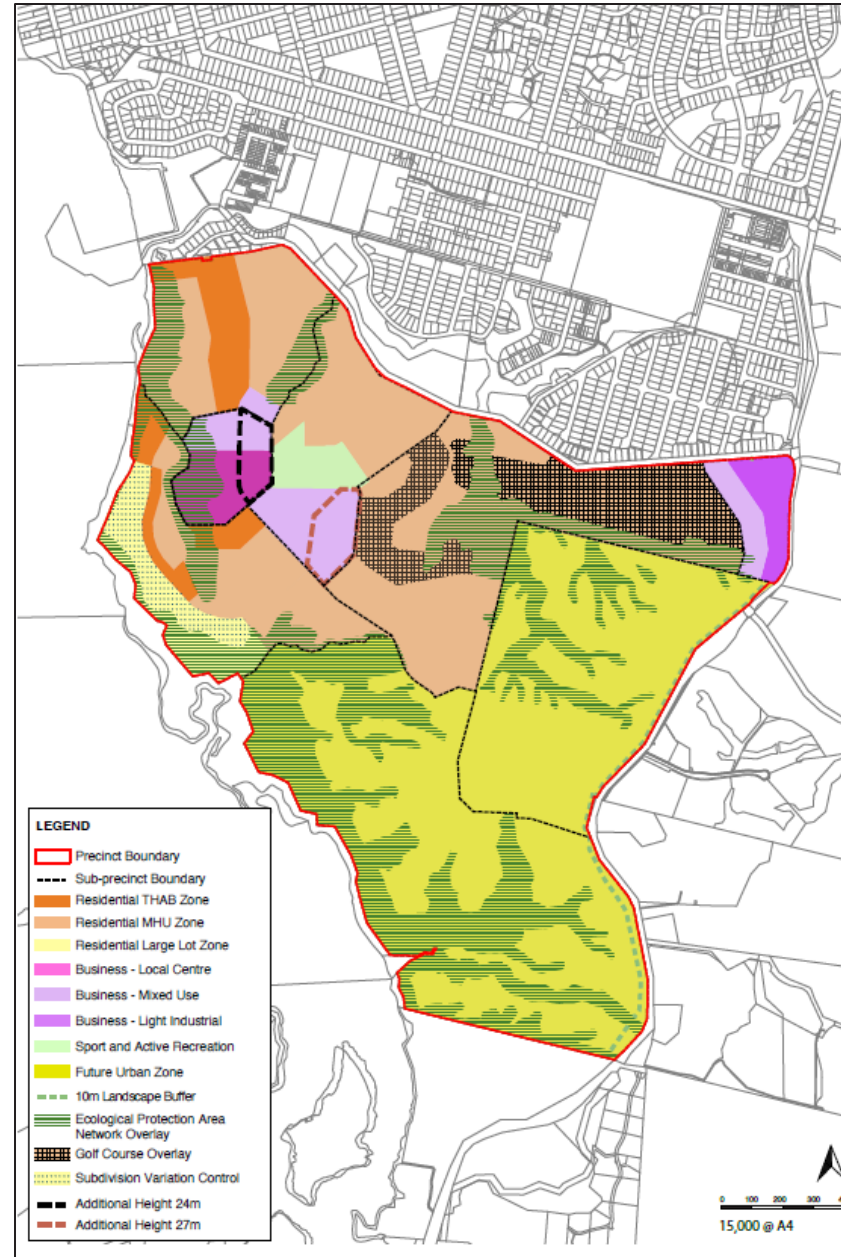 LEGEND
Precinct Boundary
Sub-precinct Boundary
Residential THAB Zone
Residential MHU Zone
Residential Large Lot Zone
Business - Local Centre
Business - Mixed Use
Business - Light Industrial
Sport and Active Recreation
Future Urban Zone
10m Landscape Buffer
Ecological Protection Area
Network Overlay
Golf Course Overlay
Subdivision Variation Control
Additional Height 24m
Additional Height 27m
0 100 200 300
15,000 @ A4